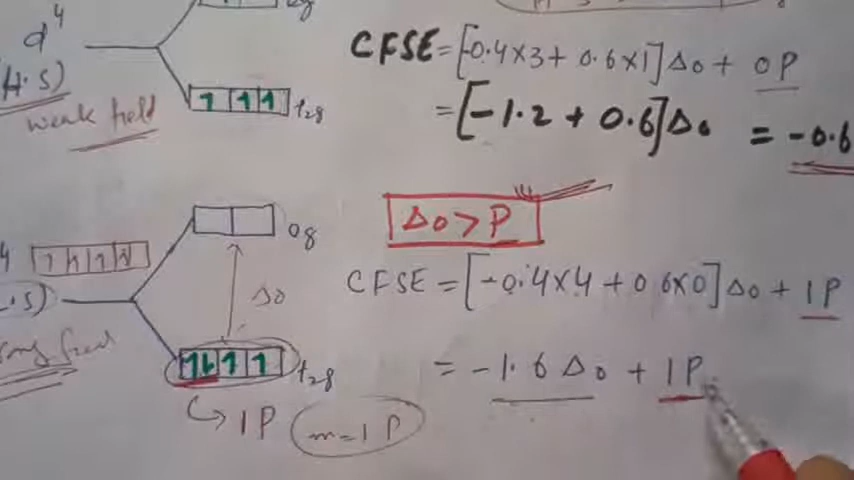 d⁴
(H.S)
weak field
t₂g
CFSE = [-0.4×3 + 0.6×1]Δo + 0P
= [-1.2 + 0.6]Δo = -0.6
Δo > P
eg
Δo
t₂g
CFSE = [-0.4×4 + 0.6×0]Δo + 1P
= -1.6Δo + 1P
↳ 1P (m=1 P)